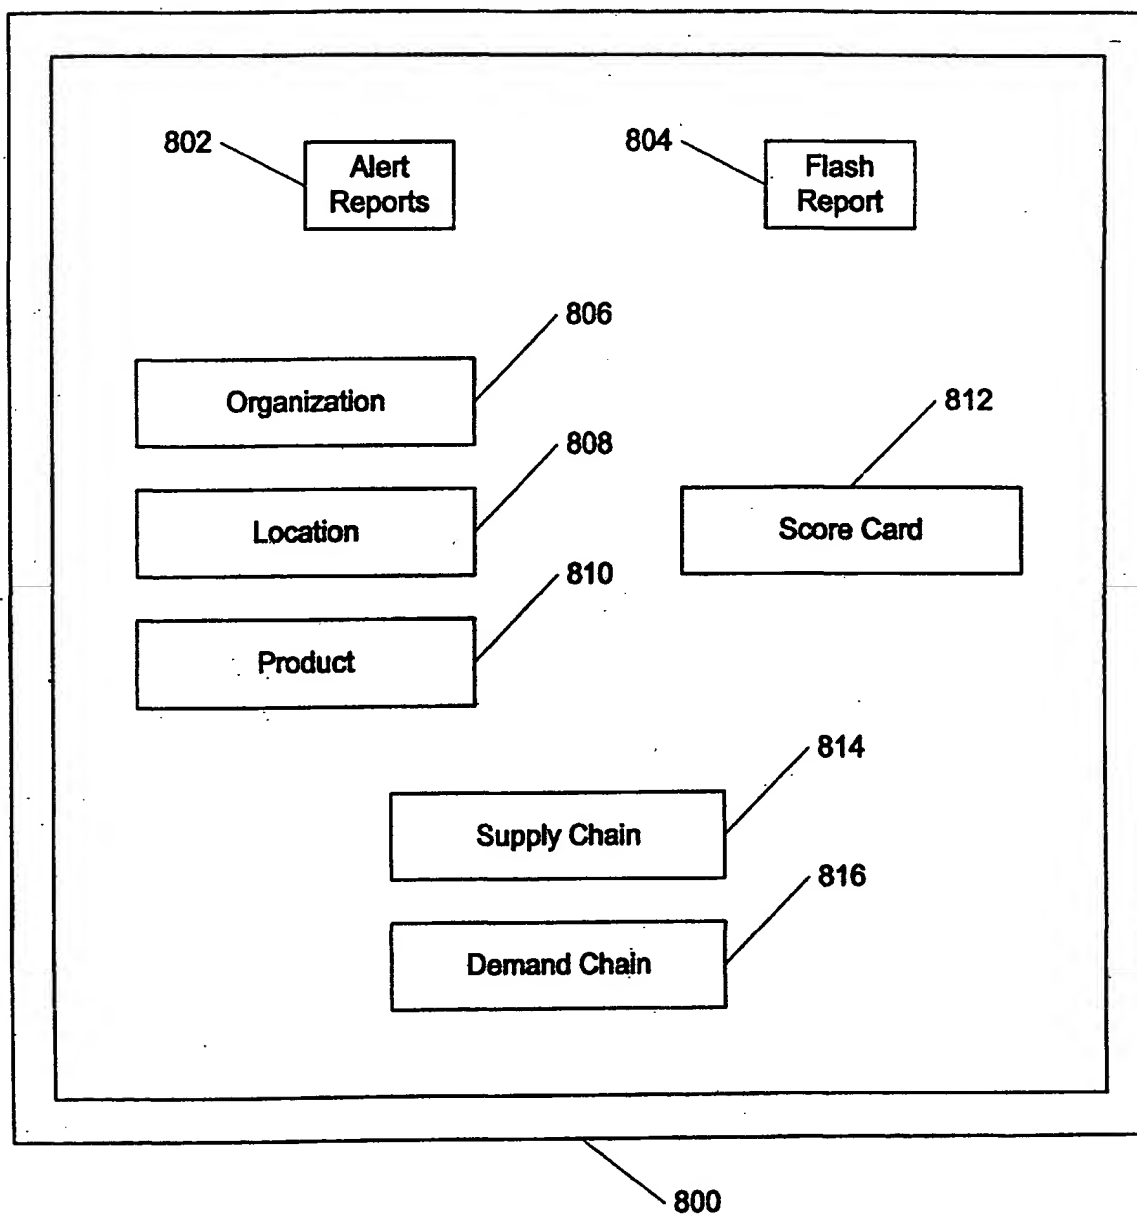 802
Alert
Reports
804
Flash
Report
806
Organization
812
808
Location
Score Card
810
Product
814
Supply Chain
816
Demand Chain
800